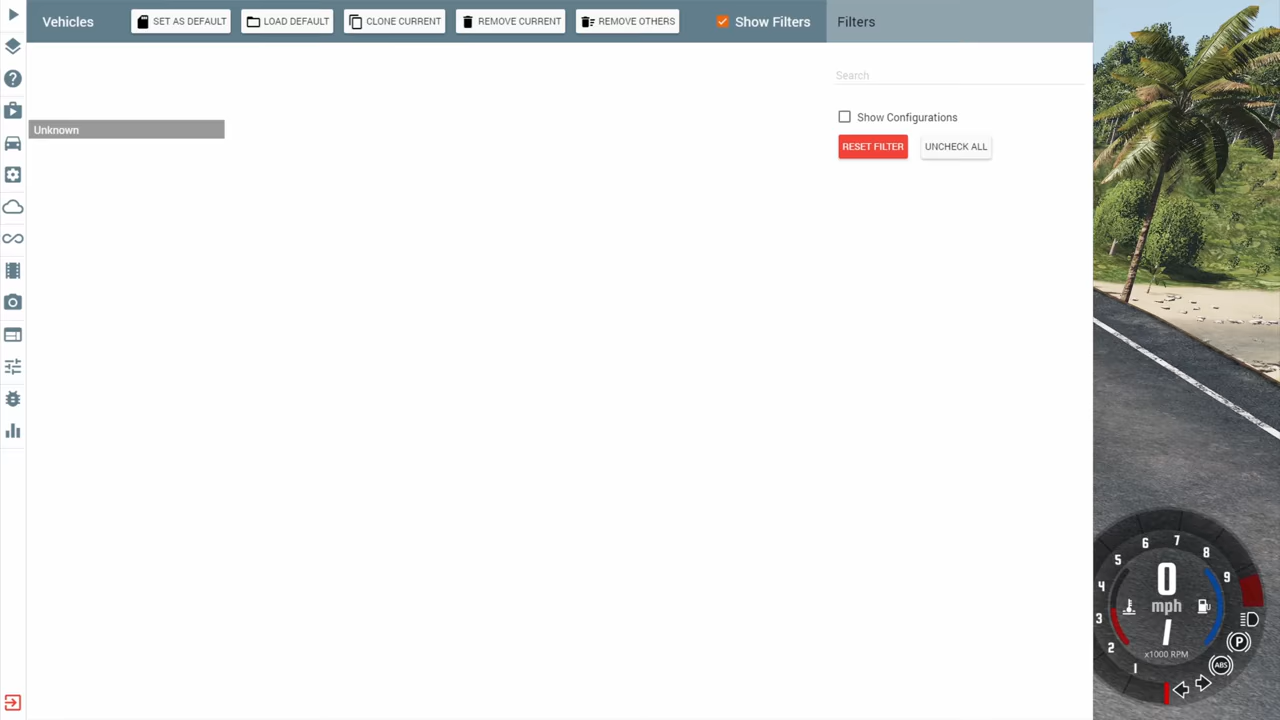 Vehicles
SET AS DEFAULT
LOAD DEFAULT
CLONE CURRENT
REMOVE CURRENT
REMOVE OTHERS
Show Filters
Filters
Search
Show Configurations
RESET FILTER
UNCHECK ALL
Unknown
1
2
3
4
5
6
7
8
9
0
mph
1
x1000 RPM
P
ABS